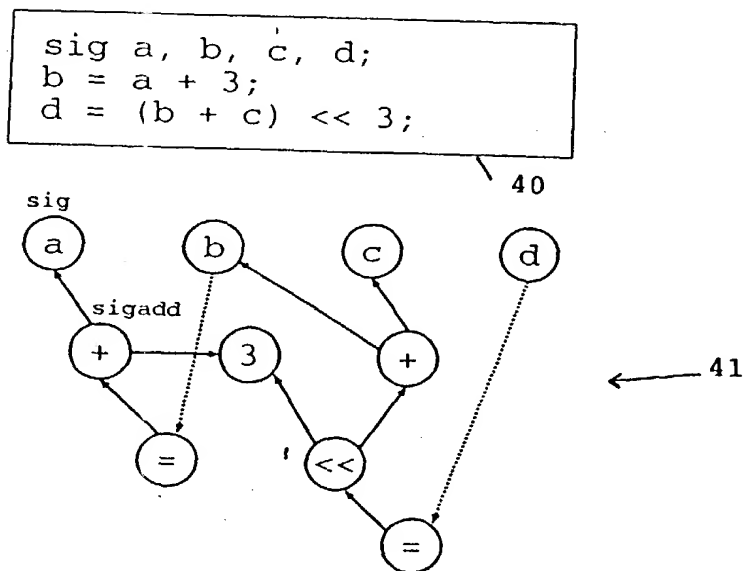 sig a, b, c, d;
b = a + 3;
d = (b + c) << 3;
40
sig
a
b
c
d
sigadd
+
3
+
41
=
<<
=